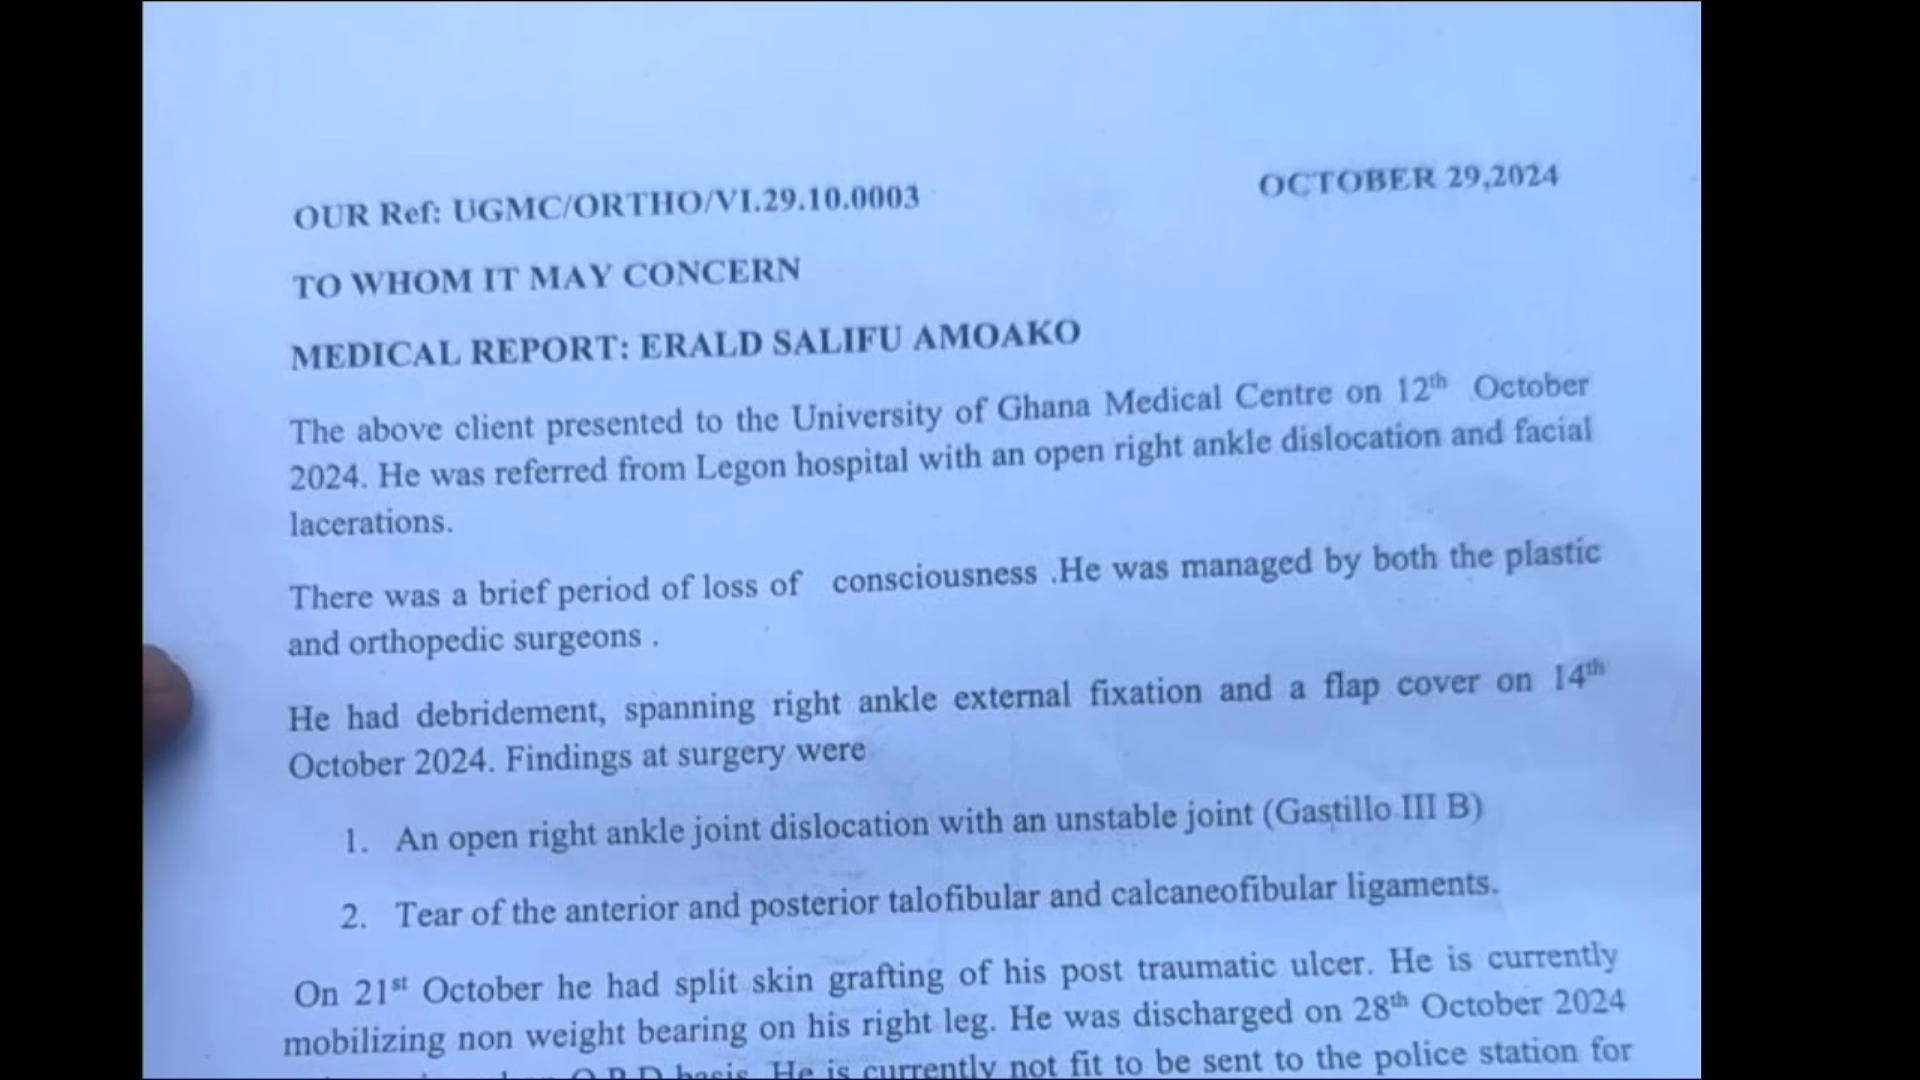 OUR Ref: UGMC/ORTHO/VI.29.10.0003 OCTOBER 29,2024
TO WHOM IT MAY CONCERN
MEDICAL REPORT: ERALD SALIFU AMOAKO
The above client presented to the University of Ghana Medical Centre on 12th October
2024. He was referred from Legon hospital with an open right ankle dislocation and facial
lacerations.
There was a brief period of loss of consciousness .He was managed by both the plastic
and orthopedic surgeons .
He had debridement, spanning right ankle external fixation and a flap cover on 14th
October 2024. Findings at surgery were
1. An open right ankle joint dislocation with an unstable joint (Gastillo III B)
2. Tear of the anterior and posterior talofibular and calcaneofibular ligaments.
On 21st October he had split skin grafting of his post traumatic ulcer. He is currently
mobilizing non weight bearing on his right leg. He was discharged on 28th October 2024
O.P.D basis. He is currently not fit to be sent to the police station for